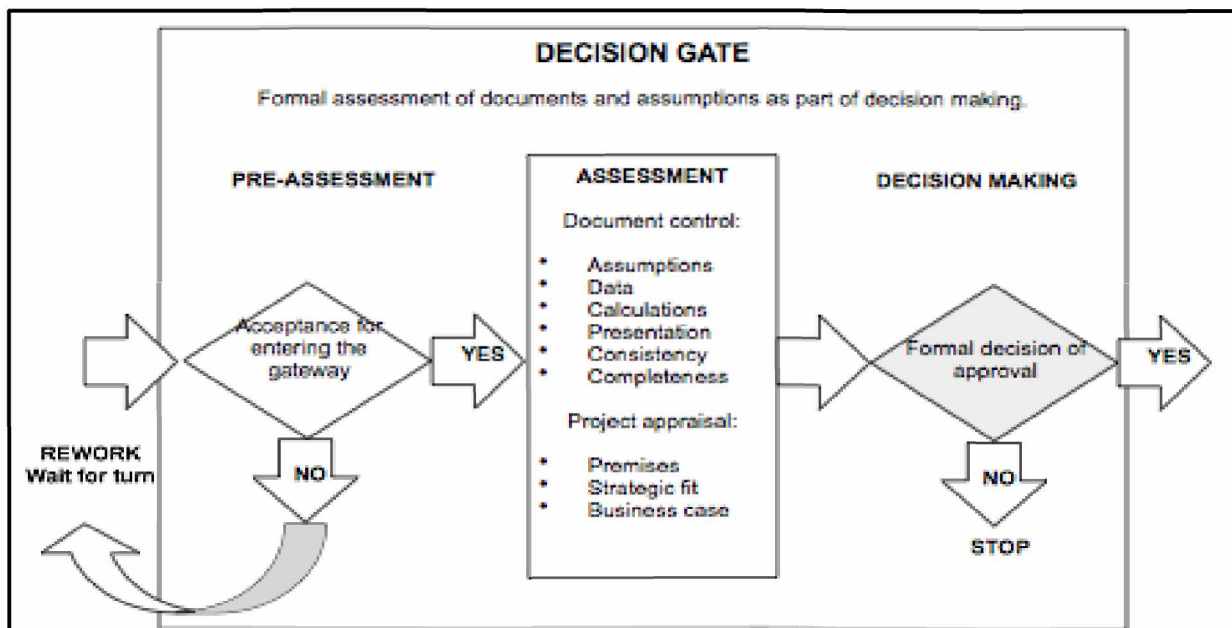 DECISION GATE
Formal assessment of documents and assumptions as part of decision making.
PRE-ASSESSMENT
Acceptance for
entering the
gateway
YES
NO
REWORK
Wait for turn
ASSESSMENT
Document control:
• Assumptions
• Data
• Calculations
• Presentation
• Consistency
• Completeness
Project appraisal:
• Premises
• Strategic fit
• Business case
DECISION MAKING
Formal decision of
approval
YES
NO
STOP